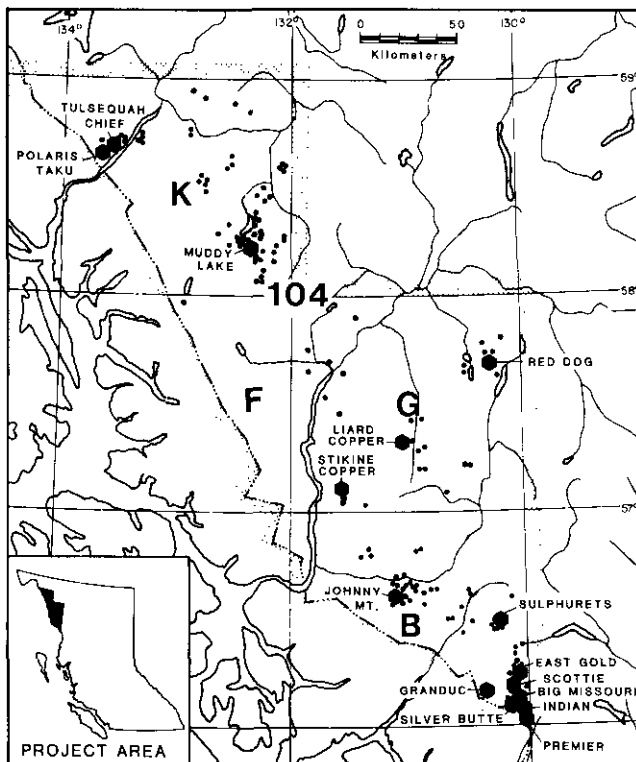 134°
132°
0 50
Kilometers
130°
59°
TULSEQUAH
CHIEF
POLARIS
TAKU
K
MUDDY
LAKE
58°
104
RED DOG
F
G
LIARD
COPPER
STIKINE
COPPER
57°
JOHNNY
MT.
SULPHURETS
B
EAST GOLD
SCOTTIE
GRANDUC
BIG MISSOURI
INDIAN
SILVER BUTTE
PREMIER
PROJECT AREA